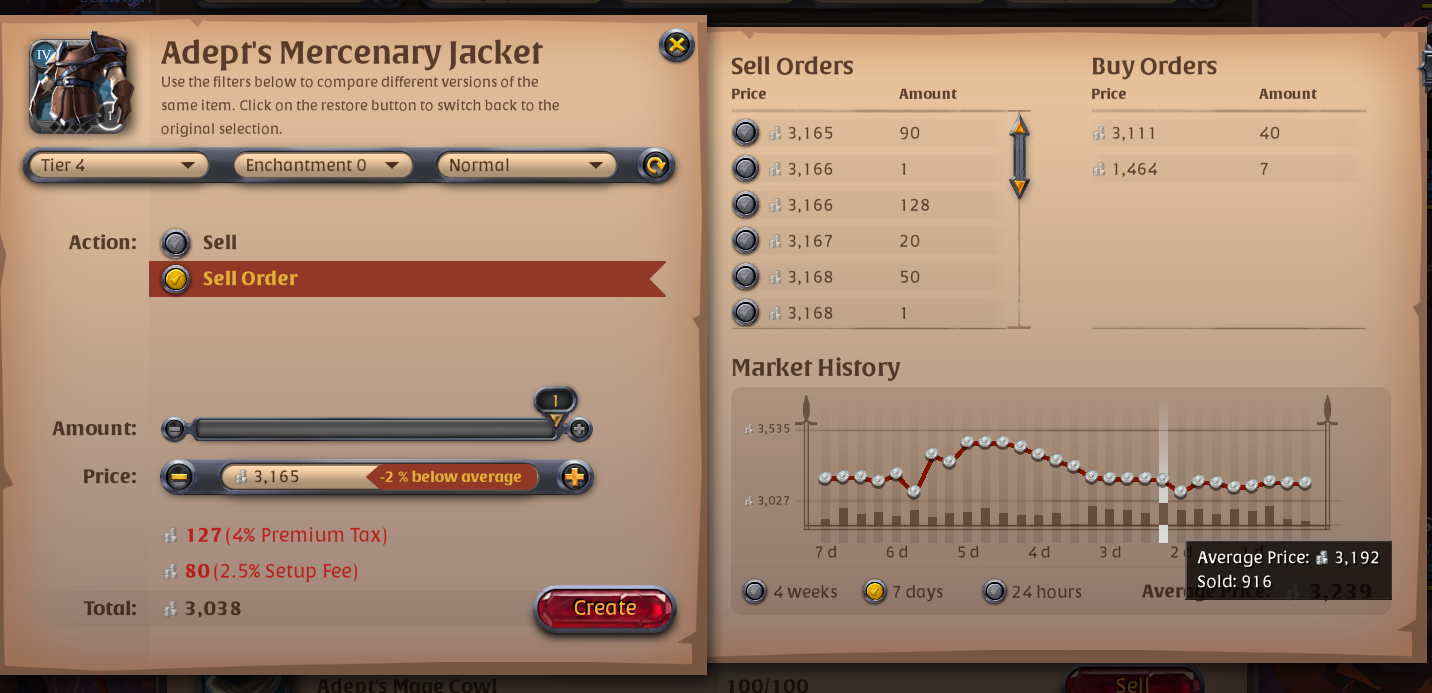 IV
Adept's Mercenary Jacket
Use the filters below to compare different versions of the
same item. Click on the restore button to switch back to the
original selection.
1
Tier 4
Enchantment 0
Normal
Action:
Sell
Sell Order
1
Amount:
Price:
3,165
-2 % below average
127 (4% Premium Tax)
80 (2.5% Setup Fee)
Total:
3,038
Create
Sell Orders
Price Amount
3,165 90
3,166 1
3,166 128
3,167 20
3,168 50
3,168 1
Buy Orders
Price Amount
3,111 40
1,464 7
Market History
3,535
3,027
7 d 6 d 5 d 4 d 3 d 2
Average Price: 3,192
Sold: 916
4 weeks
7 days
24 hours
Average Price: 3,239
Adept's Mage Cowl
100/100
Sell